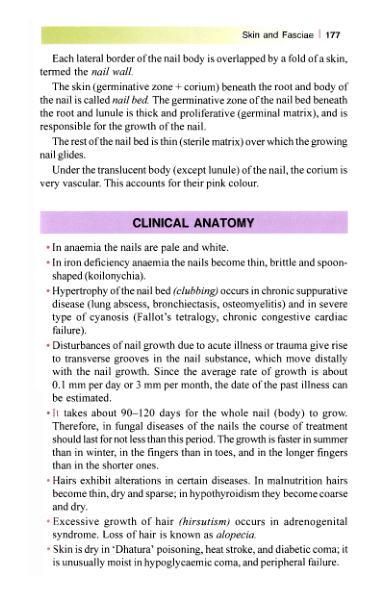 Skin and Fasciae | 177
Each lateral border of the nail body is overlapped by a fold of a skin,
termed the nail wall.
The skin (germinative zone + corium) beneath the root and body of
the nail is called nail bed. The germinative zone of the nail bed beneath
the root and lunule is thick and proliferative (germinal matrix), and is
responsible for the growth of the nail.
The rest of the nail bed is thin (sterile matrix) over which the growing
nail glides.
Under the translucent body (except lunule) of the nail, the corium is
very vascular. This accounts for their pink colour.
CLINICAL ANATOMY
• In anaemia the nails are pale and white.
• In iron deficiency anaemia the nails become thin, brittle and spoon-
shaped (koilonychia).
• Hypertrophy of the nail bed (clubbing) occurs in chronic suppurative
disease (lung abscess, bronchiectasis, osteomyelitis) and in severe
type of cyanosis (Fallot's tetralogy, chronic congestive cardiac
failure).
• Disturbances of nail growth due to acute illness or trauma give rise
to transverse grooves in the nail substance, which move distally
with the nail growth. Since the average rate of growth is about
0.1 mm per day or 3 mm per month, the date of the past illness can
be estimated.
• It takes about 90–120 days for the whole nail (body) to grow.
Therefore, in fungal diseases of the nails the course of treatment
should last for not less than this period. The growth is faster in summer
than in winter, in the fingers than in toes, and in the longer fingers
than in the shorter ones.
• Hairs exhibit alterations in certain diseases. In malnutrition hairs
become thin, dry and sparse; in hypothyroidism they become coarse
and dry.
• Excessive growth of hair (hirsutism) occurs in adrenogenital
syndrome. Loss of hair is known as alopecia.
• Skin is dry in 'Dhatura' poisoning, heat stroke, and diabetic coma; it
is unusually moist in hypoglycaemic coma, and peripheral failure.